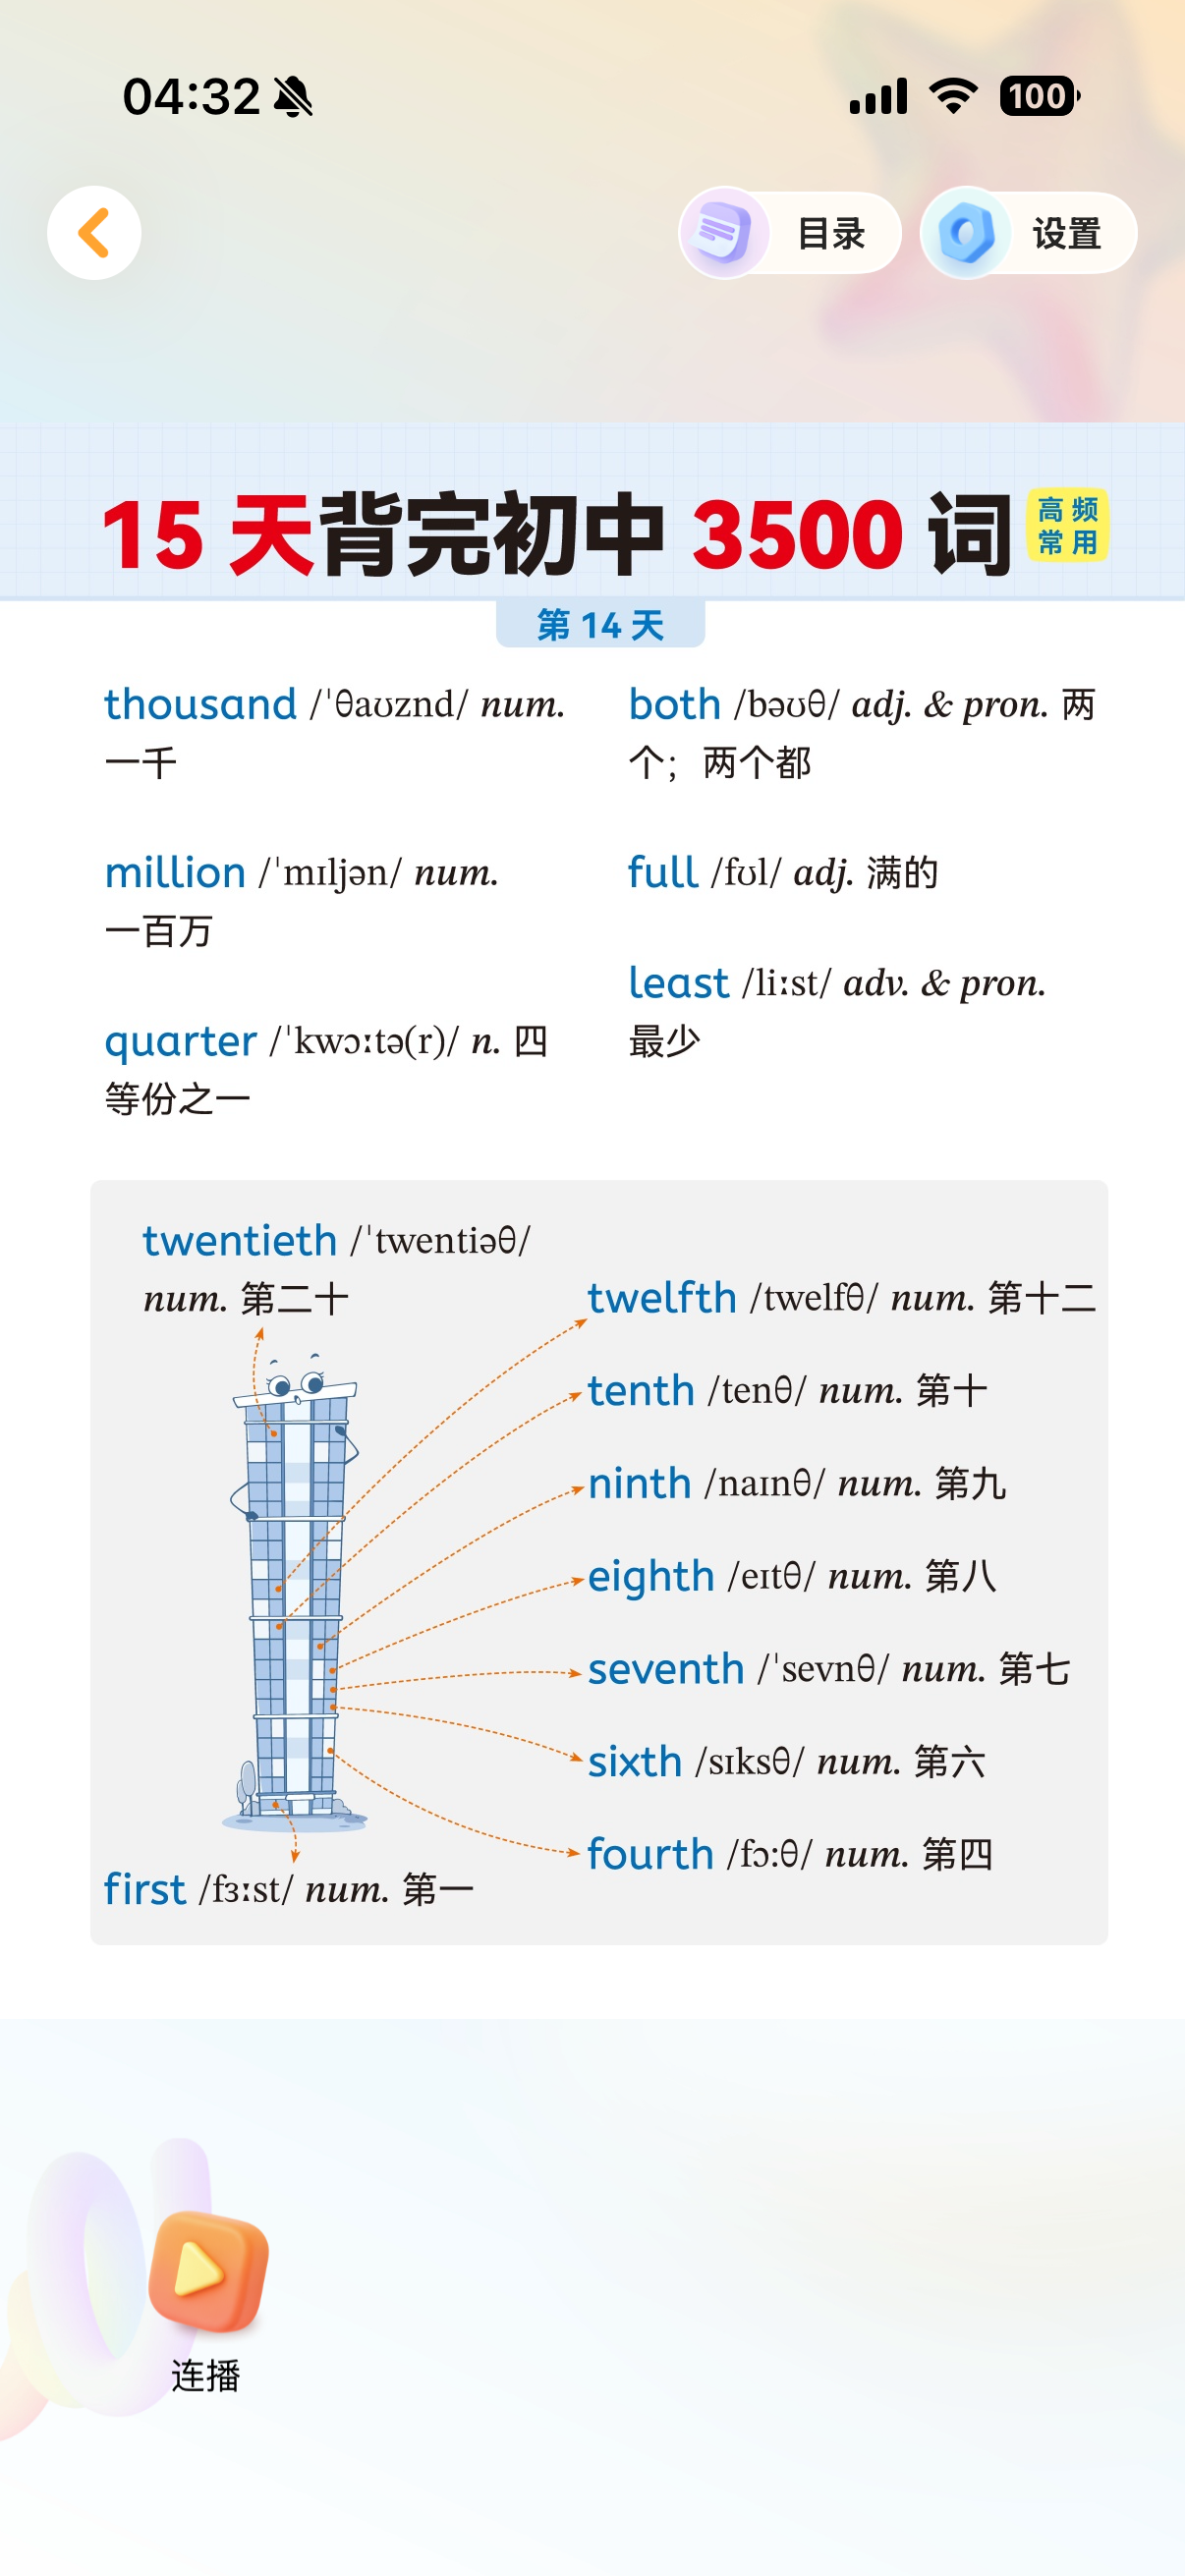 04:32
100
目录
设置
15 天背完初中 3500 词
高频
常用
第 14 天
thousand /ˈθaʊznd/ num.
一千
million /ˈmɪljən/ num.
一百万
quarter /ˈkwɔːtə(r)/ n. 四
等份之一
both /bəʊθ/ adj. & pron. 两
个；两个都
full /fʊl/ adj. 满的
least /liːst/ adv. & pron.
最少
twentieth /ˈtwentiəθ/
num. 第二十
twelfth /twelfθ/ num. 第十二
tenth /tenθ/ num. 第十
ninth /naɪnθ/ num. 第九
eighth /eɪtθ/ num. 第八
seventh /ˈsevnθ/ num. 第七
sixth /sɪksθ/ num. 第六
fourth /fɔ:θ/ num. 第四
first /fɜːst/ num. 第一
连播